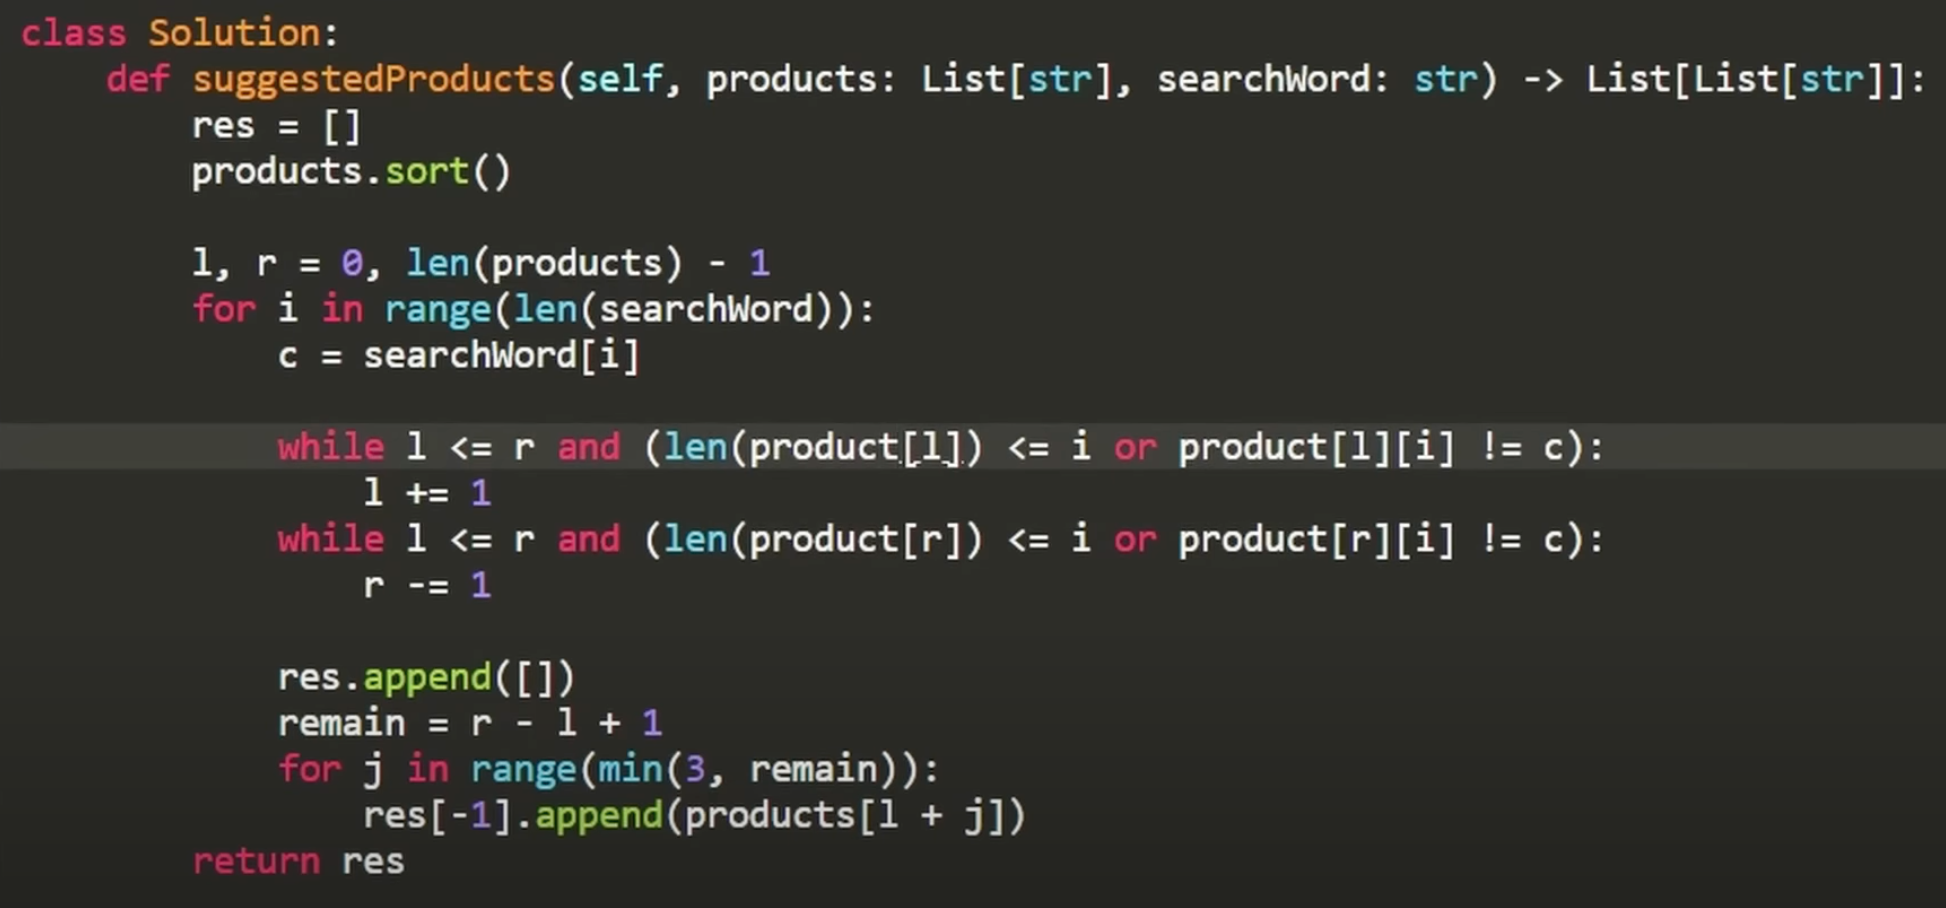 class Solution:
    def suggestedProducts(self, products: List[str], searchWord: str) -> List[List[str]]:
        res = []
        products.sort()

        l, r = 0, len(products) - 1
        for i in range(len(searchWord)):
            c = searchWord[i]

            while l <= r and (len(product[l]) <= i or product[l][i] != c):
                l += 1
            while l <= r and (len(product[r]) <= i or product[r][i] != c):
                r -= 1

            res.append([])
            remain = r - l + 1
            for j in range(min(3, remain)):
                res[-1].append(products[l + j])
        return res